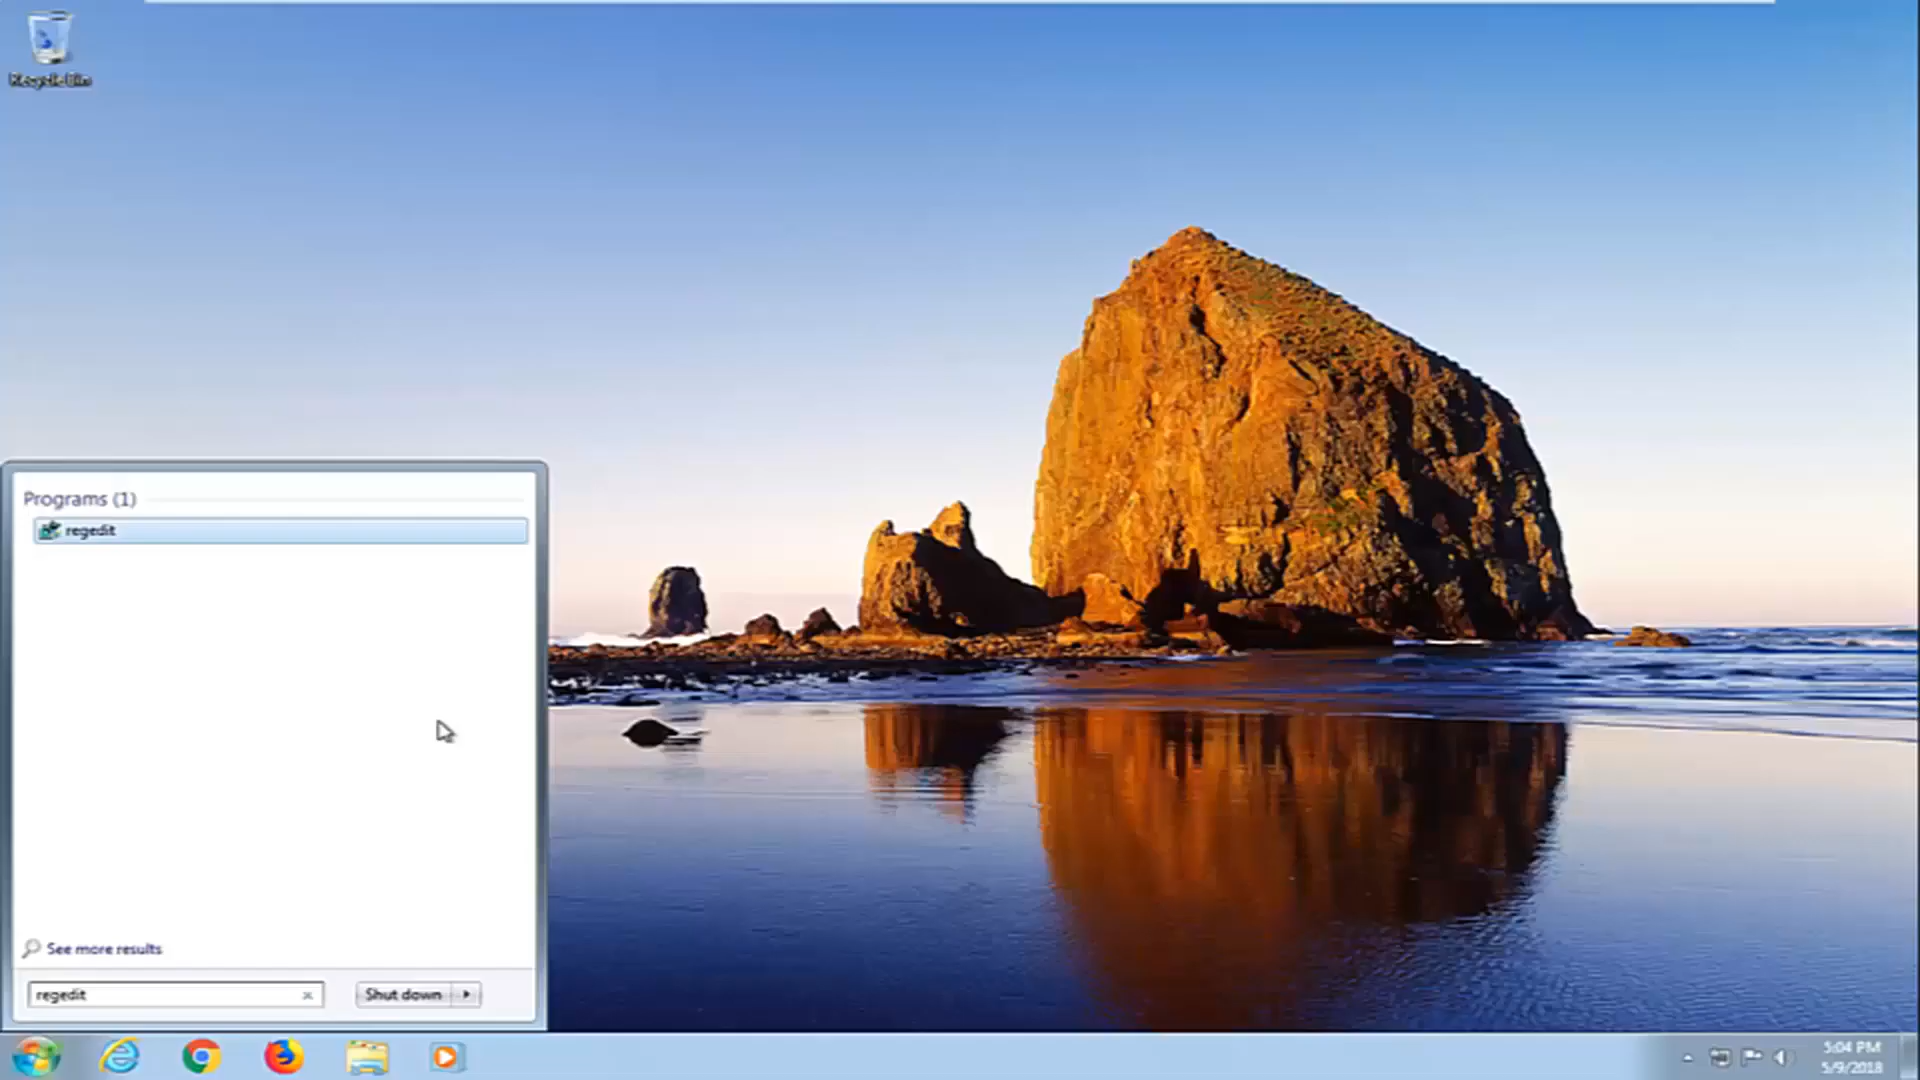 Recycle Bin
Programs (1)
regedit
See more results
regedit
Shut down
5:04 PM
5/9/2018